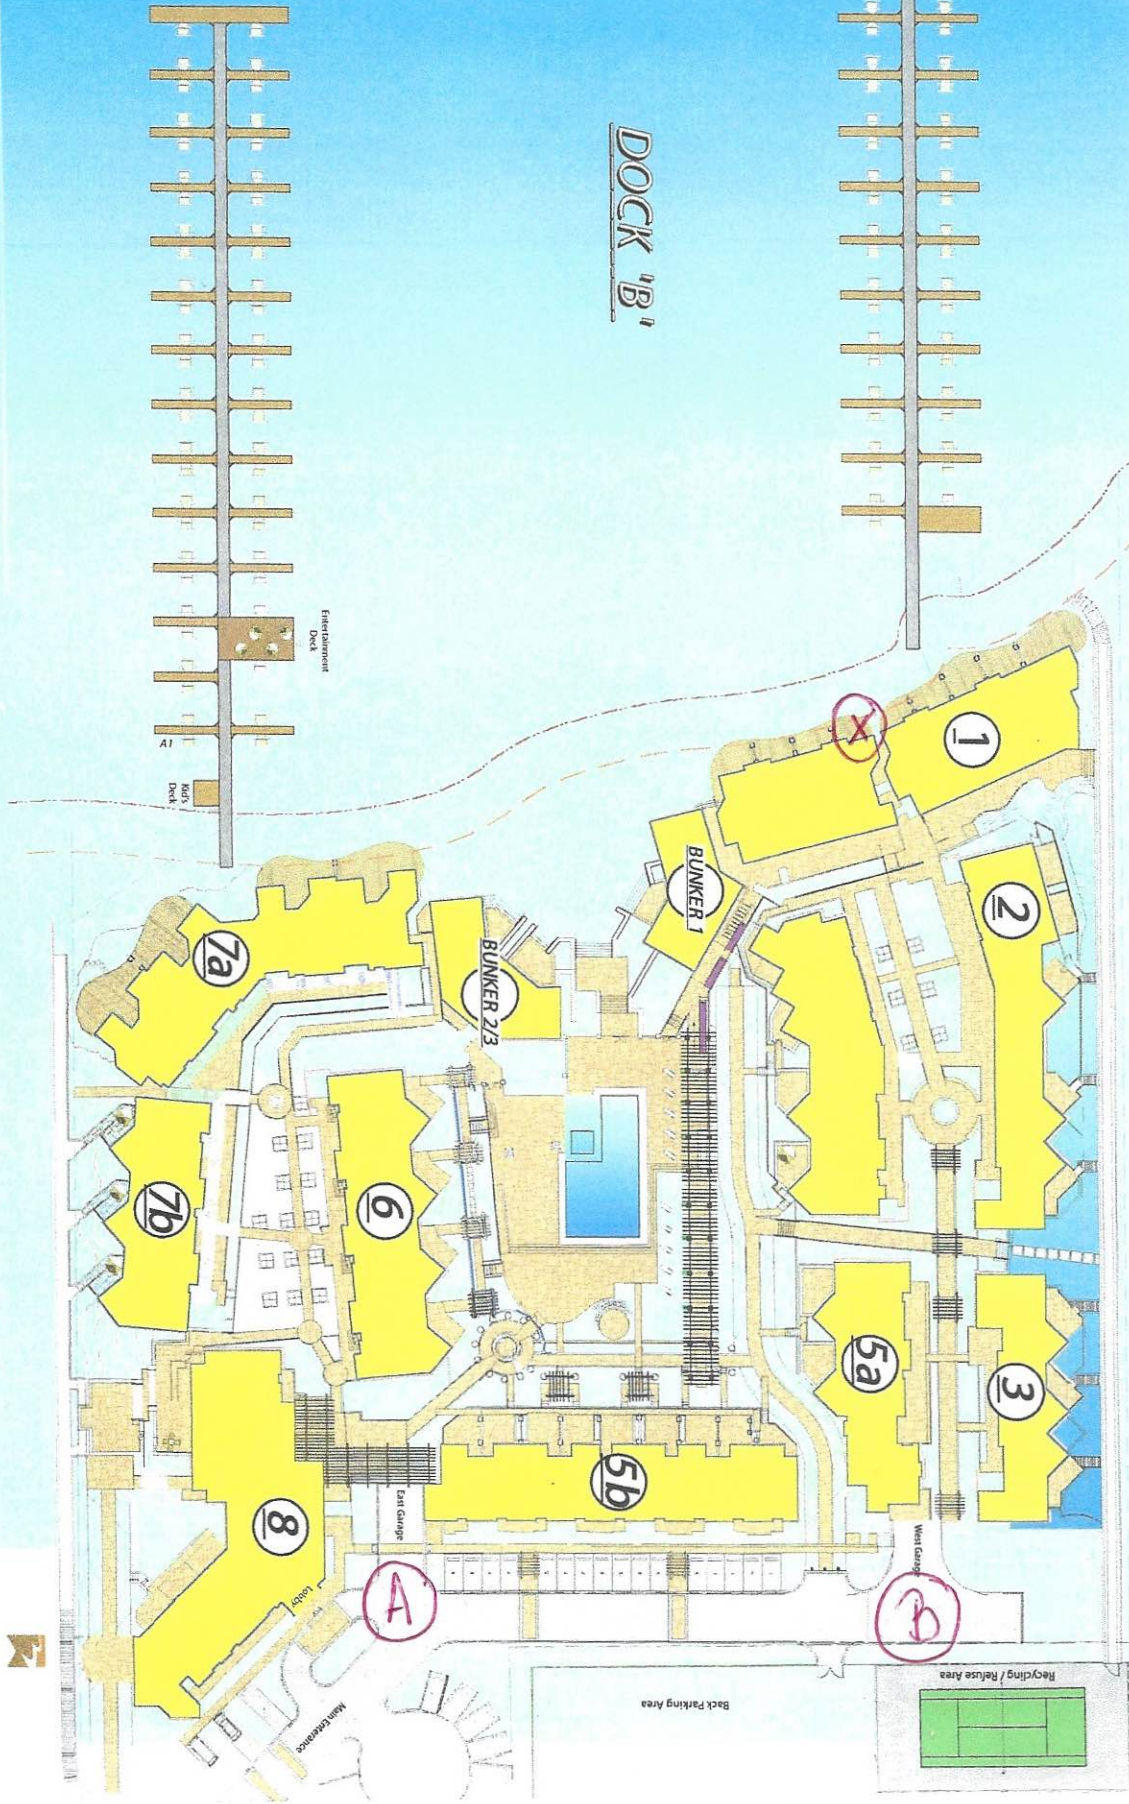 DOCK 'B'
Entertainment
Deck
A1
Kid's
Deck
X
1
2
BUNKER 1
7a
BUNKER 2/3
7b
6
5a
3
5b
8
East Garage
West Garage
A
B
Lobby
Main Enterance
Back Parking Area
Recycling / Refuse Area